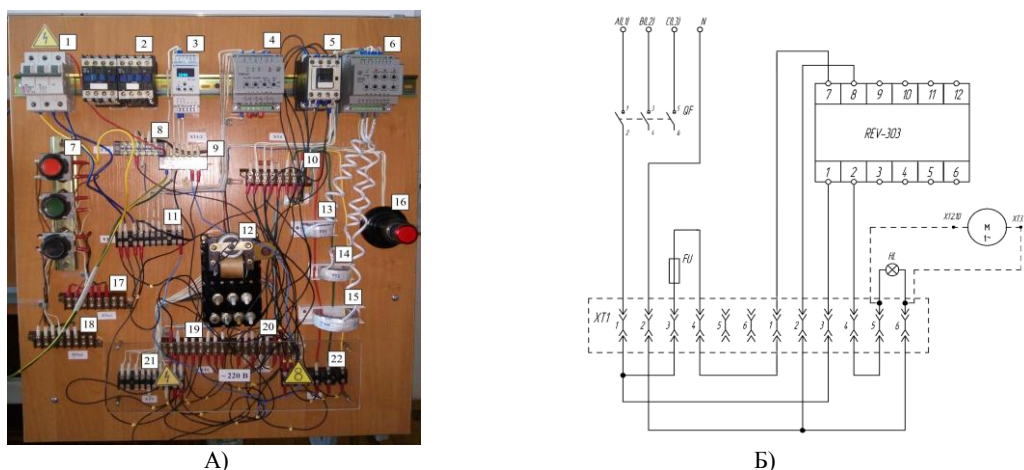 1 2 3 4 5 6
7 8 9 10
11 12 13 16
14
15
17
18 19 20
21 22
~ 220 В
А)
A(L1) B(L2) C(L3) N
1 3 5 QF
2 4 6
7 8 9 10 11 12
REV-303
1 2 3 4 5 6
XT2.10
M
1~
HL
FU
XT1
1 2 3 4 5 6 1 2 3 4 5 6
Б)